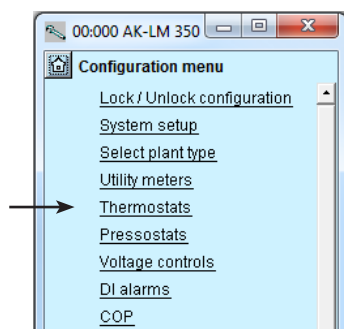 00:000 AK-LM 350
Configuration menu
Lock / Unlock configuration
System setup
Select plant type
Utility meters
Thermostats
Pressostats
Voltage controls
DI alarms
COP